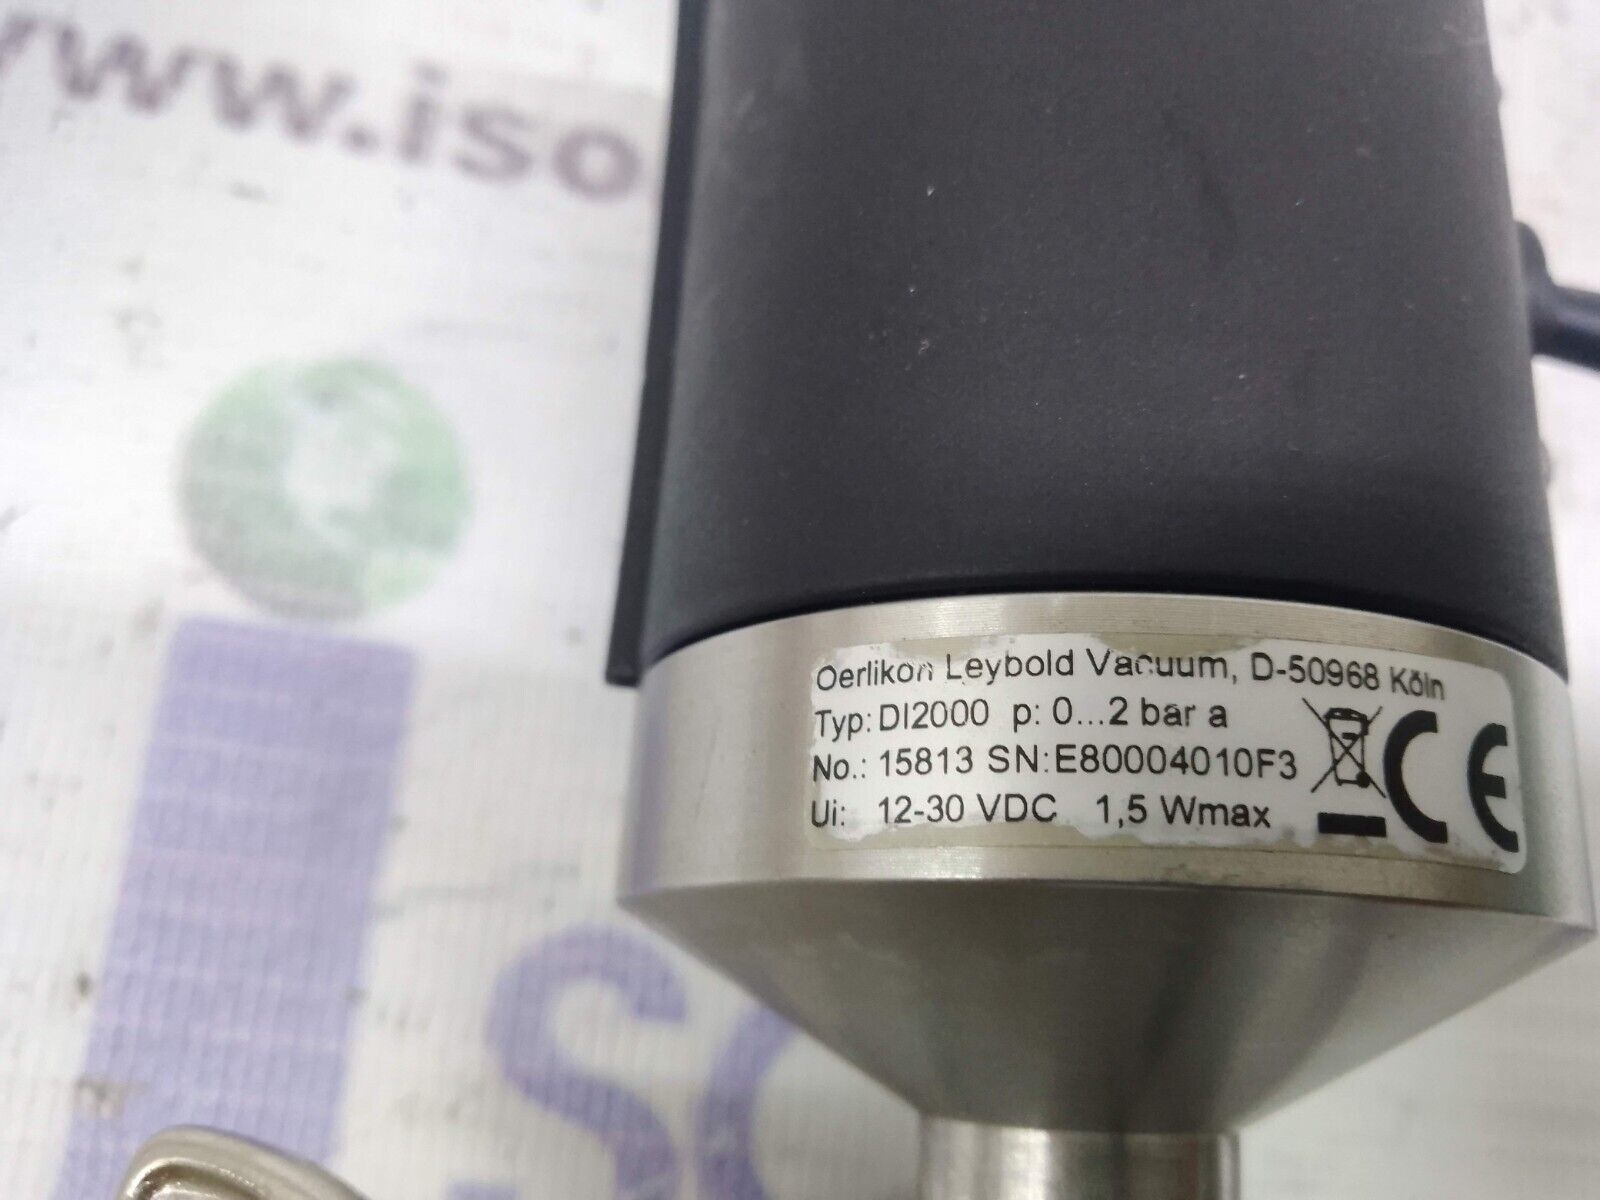 www.iso
Oerlikon Leybold Vacuum, D-50968 Köln
Typ: DI2000 p: 0...2 bar a
No.: 15813 SN:E80004010F3
Ui: 12-30 VDC 1,5 Wmax
CE
isc